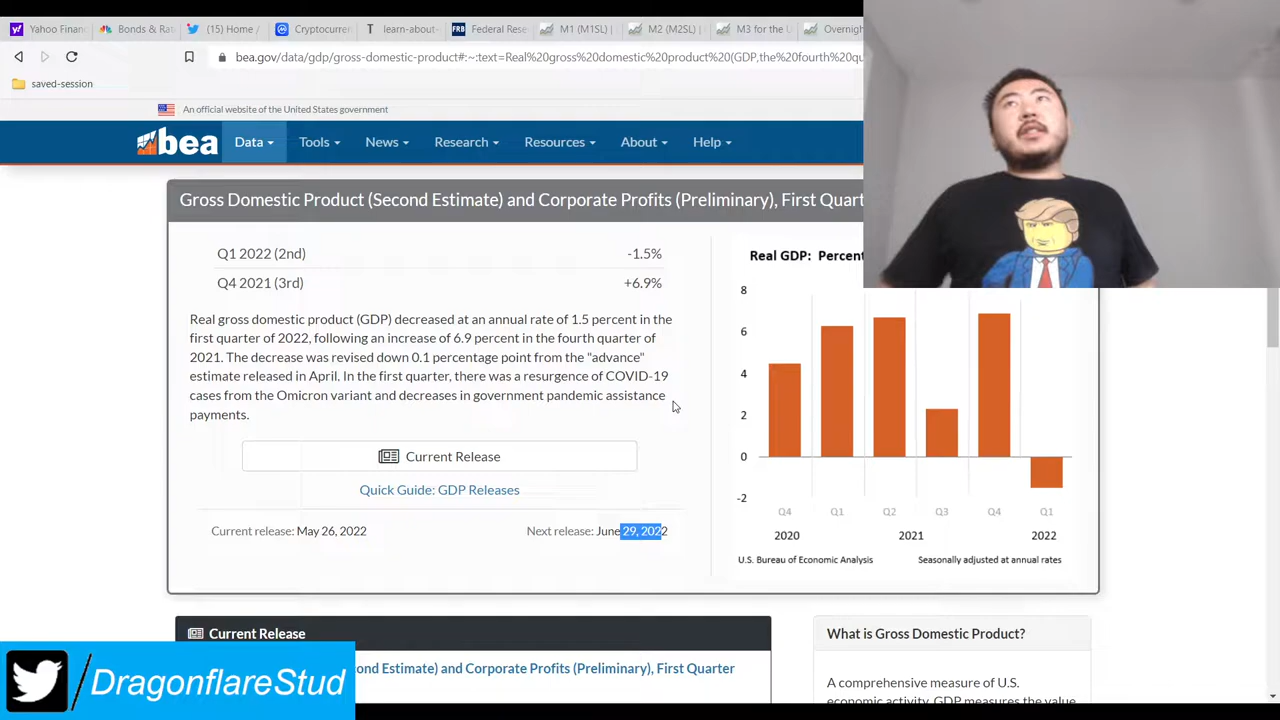 Yahoo Financ
Bonds & Ra
(15) Home /
Cryptocurre
learn-about-
FRB
Federal Rese
M1 (M1SL) |
M2 (M2SL) |
M3 for the U
Overnigh
bea.gov/data/gdp/gross-domestic-product#:~:text=Real%20gross%20domestic%20product%20(GDP,the%20fourth%20qu
saved-session
An official website of the United States government
bea
Data
Tools
News
Research
Resources
About
Help
Gross Domestic Product (Second Estimate) and Corporate Profits (Preliminary), First Quart
Q1 2022 (2nd) -1.5%
Q4 2021 (3rd) +6.9%
Real gross domestic product (GDP) decreased at an annual rate of 1.5 percent in the
first quarter of 2022, following an increase of 6.9 percent in the fourth quarter of
2021. The decrease was revised down 0.1 percentage point from the "advance"
estimate released in April. In the first quarter, there was a resurgence of COVID-19
cases from the Omicron variant and decreases in government pandemic assistance
payments.
Current Release
Quick Guide: GDP Releases
Current release: May 26, 2022
Next release: June 29, 2022
Real GDP: Percent
8
6
4
2
0
-2
Q4 Q1 Q2 Q3 Q4 Q1
2020 2021 2022
U.S. Bureau of Economic Analysis
Seasonally adjusted at annual rates
Current Release
cond Estimate) and Corporate Profits (Preliminary), First Quarter
What is Gross Domestic Product?
A comprehensive measure of U.S.
economic activity. GDP measures the value
/DragonflareStud